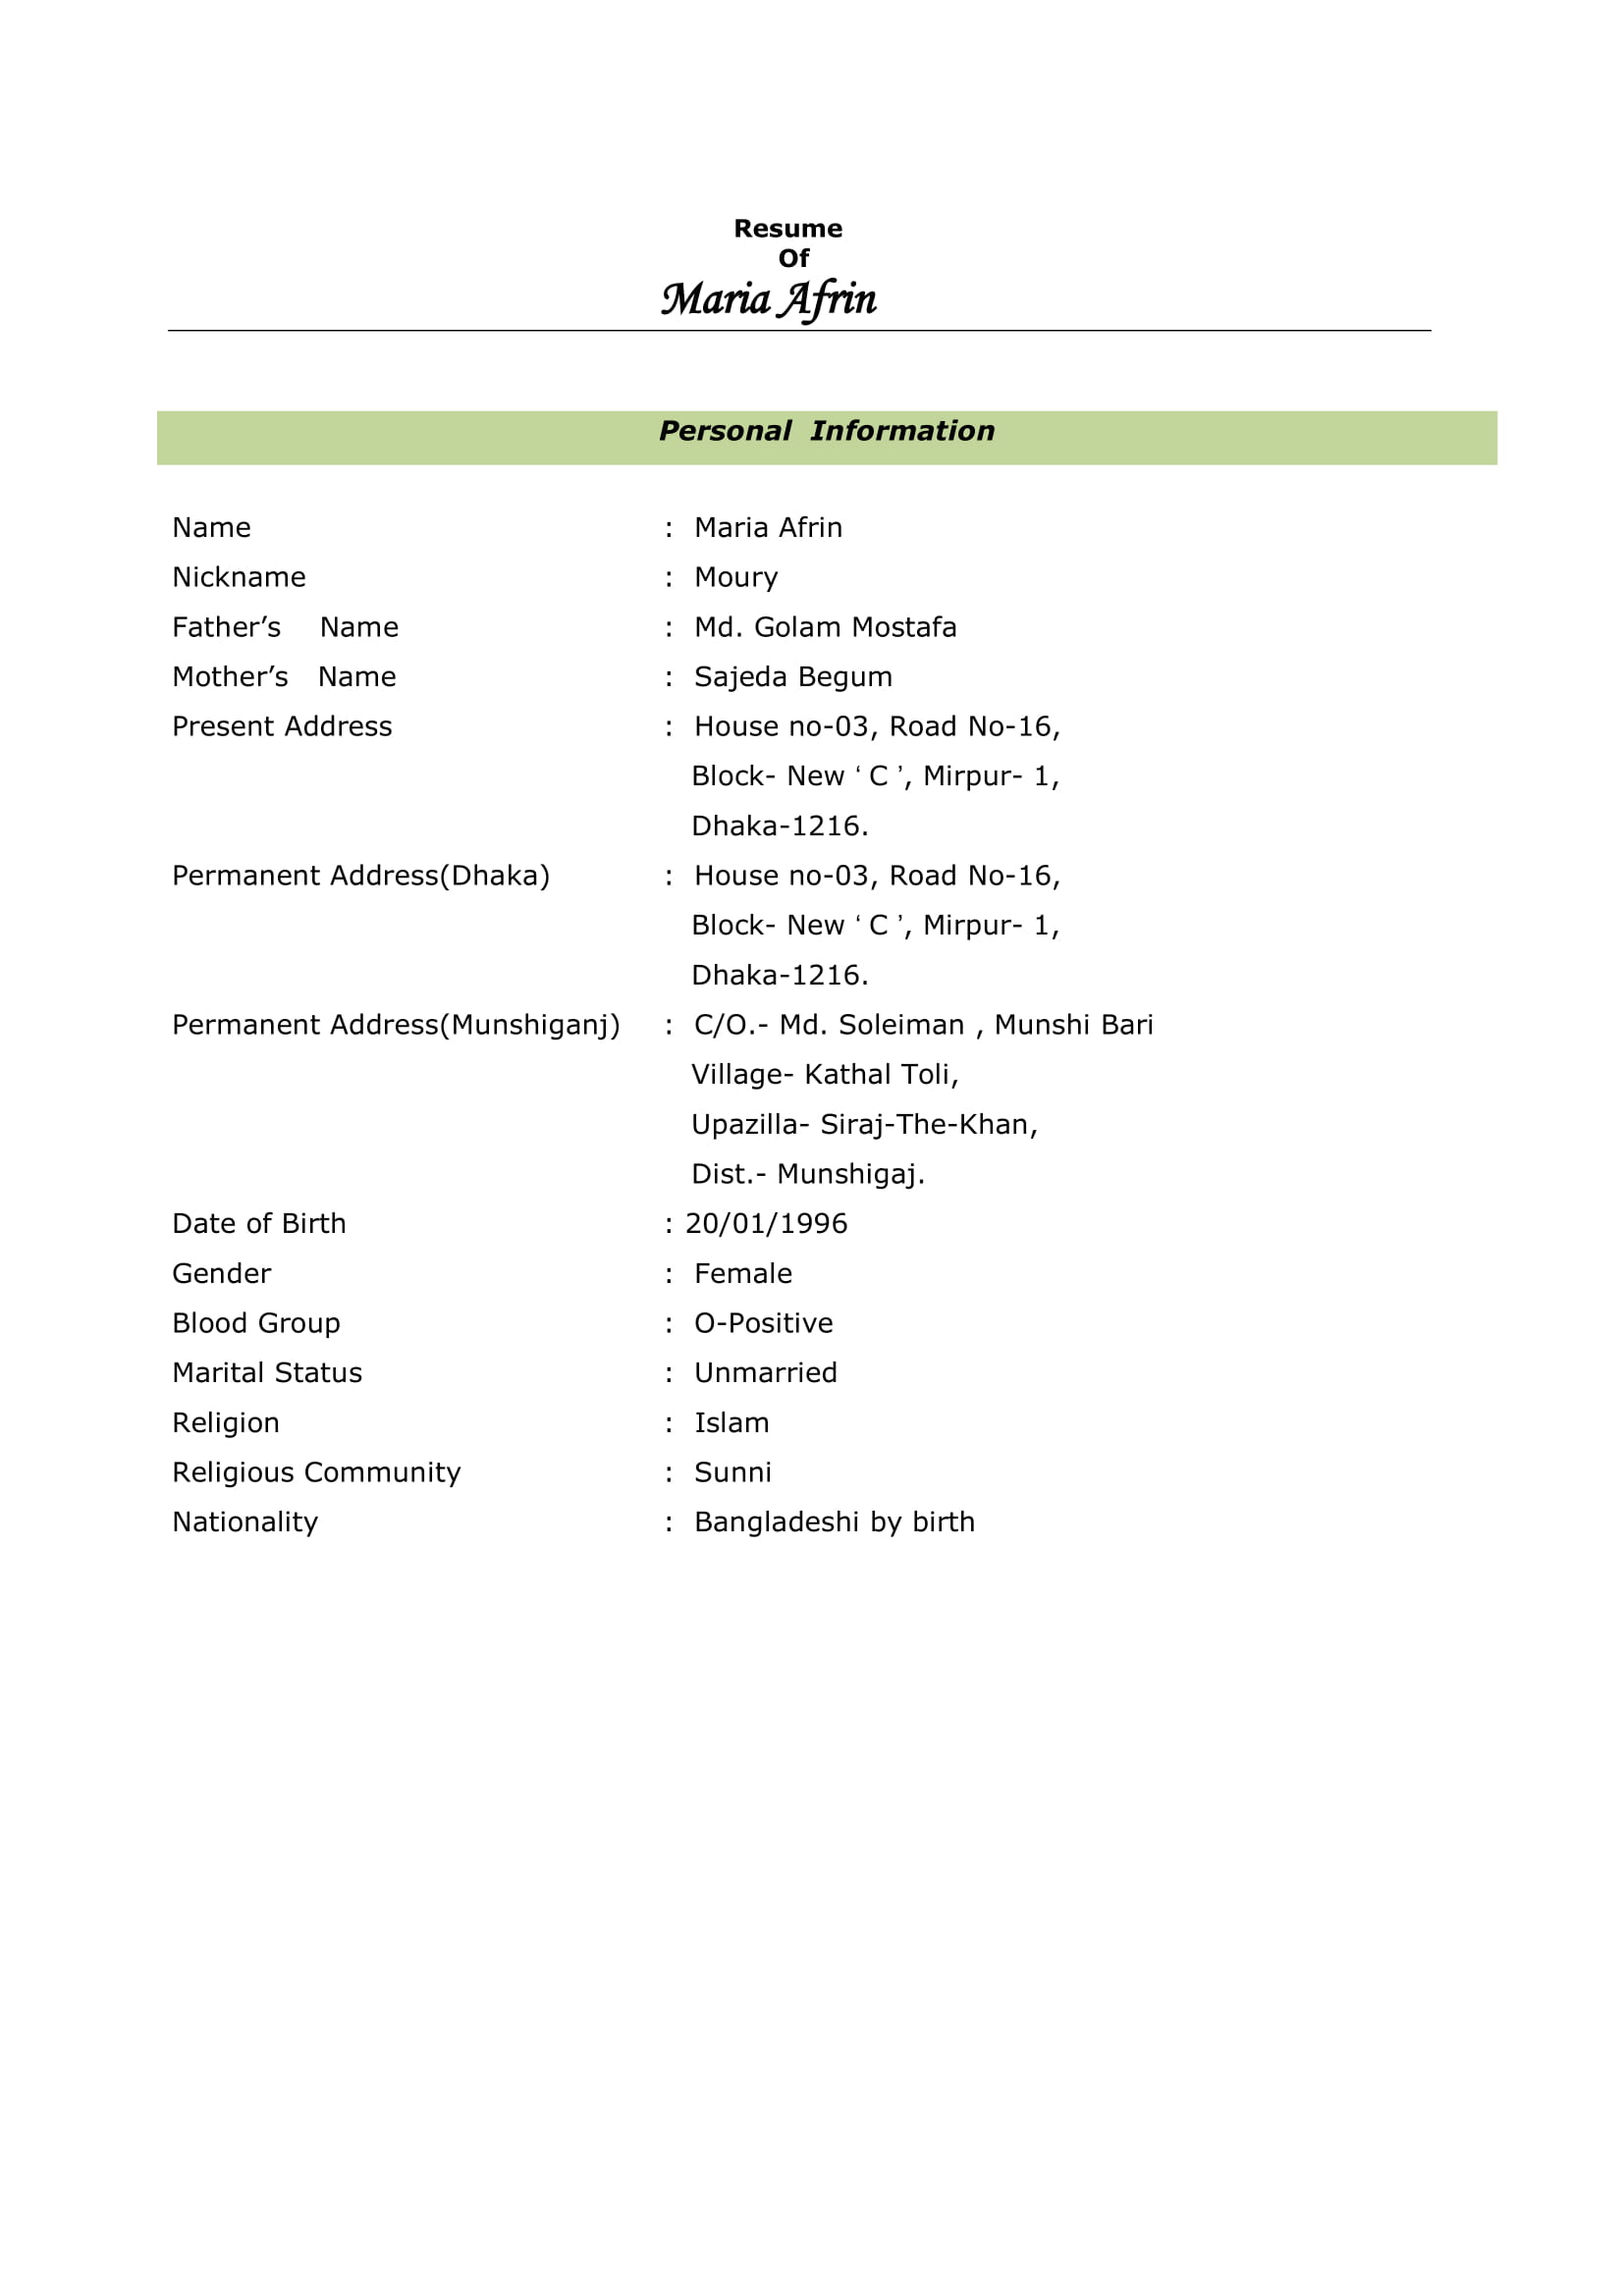 Resume
Of
Maria Afrin
Personal Information
Name : Maria Afrin
Nickname : Moury
Father’s Name : Md. Golam Mostafa
Mother’s Name : Sajeda Begum
Present Address : House no-03, Road No-16,
Block- New ‘ C ’, Mirpur- 1,
Dhaka-1216.
Permanent Address(Dhaka) : House no-03, Road No-16,
Block- New ‘ C ’, Mirpur- 1,
Dhaka-1216.
Permanent Address(Munshiganj) : C/O.- Md. Soleiman , Munshi Bari
Village- Kathal Toli,
Upazilla- Siraj-The-Khan,
Dist.- Munshigaj.
Date of Birth : 20/01/1996
Gender : Female
Blood Group : O-Positive
Marital Status : Unmarried
Religion : Islam
Religious Community : Sunni
Nationality : Bangladeshi by birth